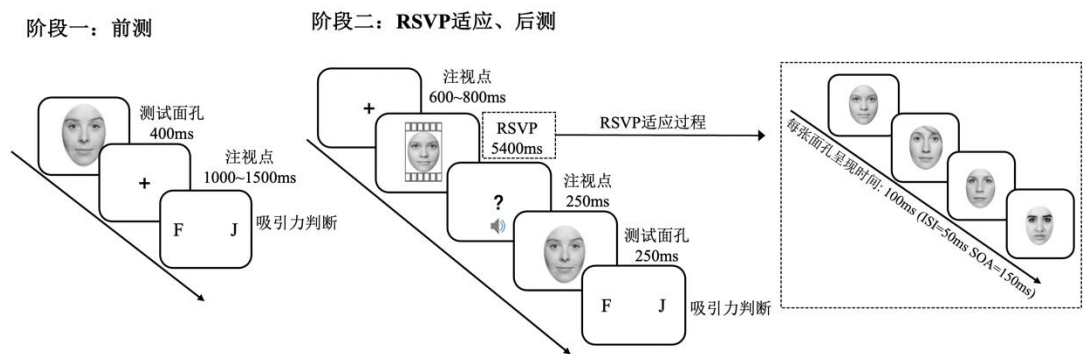 阶段一：前测
测试面孔
400ms
+
注视点
1000~1500ms
F J
吸引力判断
阶段二：RSVP适应、后测
+
注视点
600~800ms
RSVP
5400ms
?
注视点
250ms
测试面孔
250ms
F J
吸引力判断
RSVP适应过程
每张面孔呈现时间: 100ms (ISI=50ms SOA=150ms)